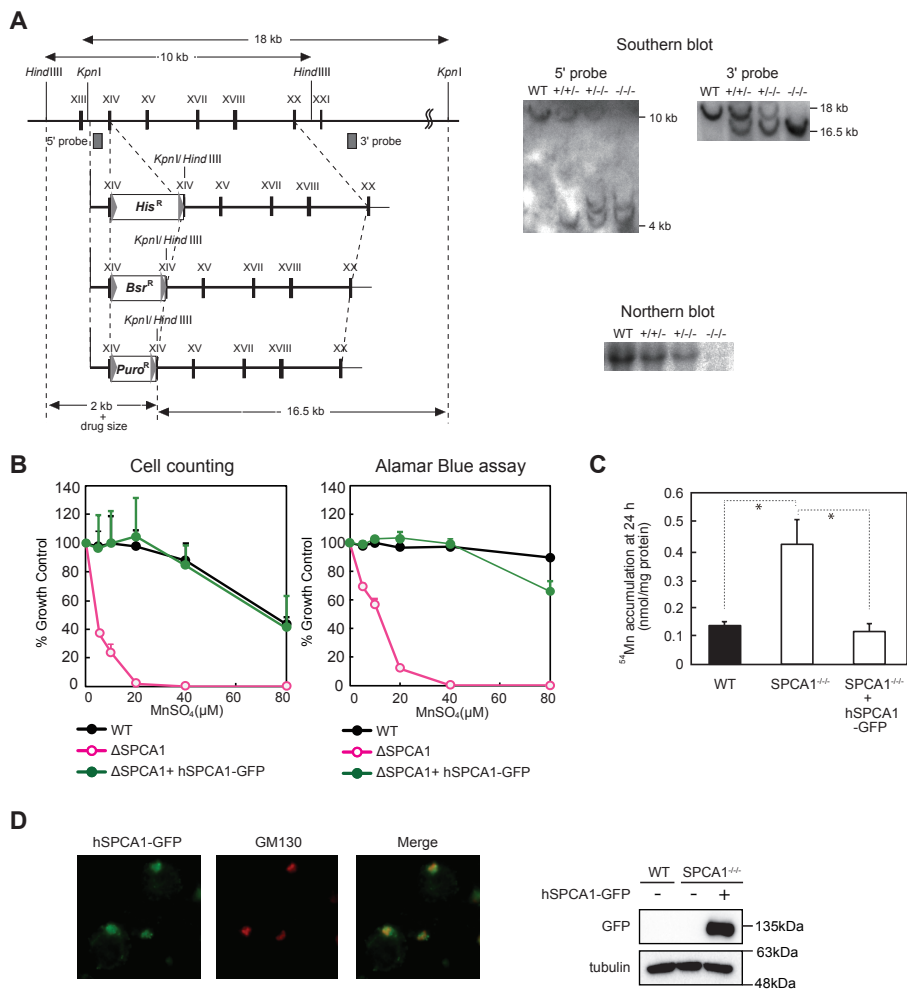 A
18 kb
10 kb
HindIIII KpnI HindIIII KpnI
XIII XIV XV XVII XVIII XX XXI
5' probe 3' probe
KpnI/HindIIII
XIV XIV XV XVII XVIII XX
His^R
KpnI/HindIIII
XIV XIV XV XVII XVIII XX
Bsr^R
KpnI/HindIIII
XIV XIV XV XVII XVIII XX
Puro^R
2 kb
+
drug size
16.5 kb
Southern blot
5' probe
WT +/+/- +/-/- -/-/-
10 kb
4 kb
3' probe
WT +/+/- +/-/- -/-/-
18 kb
16.5 kb
Northern blot
WT +/+/- +/-/- -/-/-
B
Cell counting
% Growth Control
140
120
100
80
60
40
20
0
0 20 40 60 80
MnSO₄(µM)
WT
ΔSPCA1
ΔSPCA1+ hSPCA1-GFP
Alamar Blue assay
% Growth Control
140
120
100
80
60
40
20
0
0 20 40 60 80
MnSO₄(µM)
WT
ΔSPCA1
ΔSPCA1+ hSPCA1-GFP
C
⁵⁴Mn accumulation at 24 h
(nmol/mg protein)
0.6
0.5
0.4
0.3
0.2
0.1
0
* *
WT SPCA1⁻/⁻/⁻ SPCA1⁻/⁻/⁻
+
hSPCA1
-GFP
D
hSPCA1-GFP GM130 Merge
WT SPCA1⁻/⁻/⁻
hSPCA1-GFP - - +
GFP 135kDa
63kDa
tubulin
48kDa